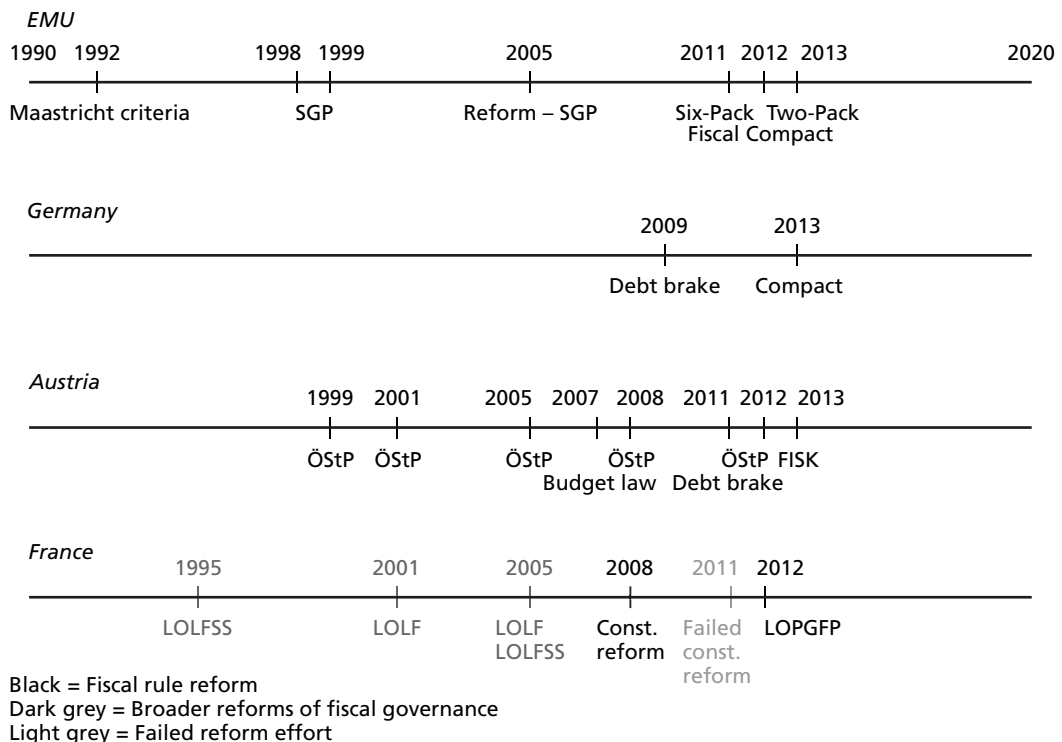 EMU
1990 1992 1998 1999 2005 2011 2012 2013 2020
Maastricht criteria SGP Reform – SGP Six-Pack Two-Pack
Fiscal Compact
Germany
2009 2013
Debt brake Compact
Austria
1999 2001 2005 2007 2008 2011 2012 2013
ÖStP ÖStP ÖStP ÖStP ÖStP FISK
Budget law Debt brake
France
1995 2001 2005 2008 2011 2012
LOLFSS LOLF LOLF Const. Failed LOPGFP
LOLFSS reform const.
reform
Black = Fiscal rule reform
Dark grey = Broader reforms of fiscal governance
Light grey = Failed reform effort